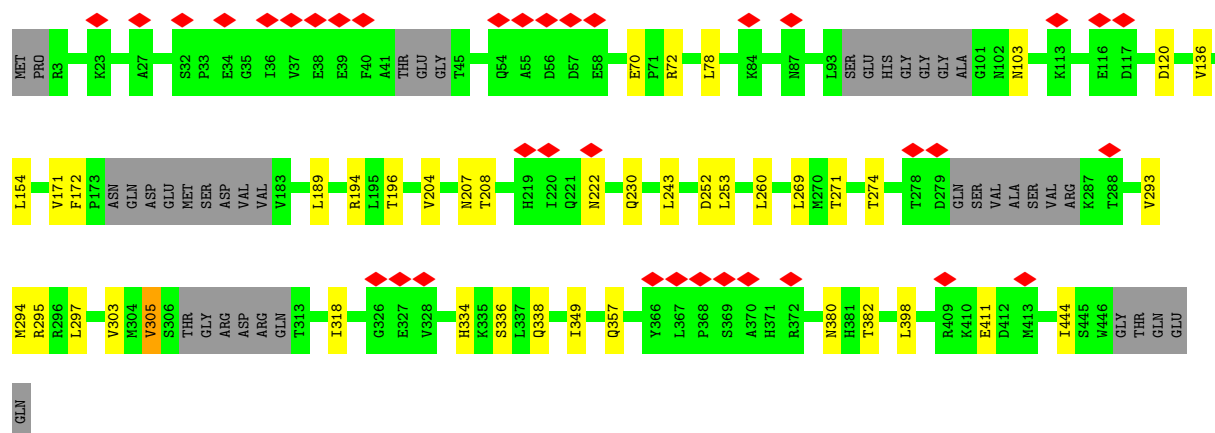 MET PRO R3 K23 A27 S32 P33 E34 G35 I36 V37 E38 E39 F40 A41 THR GLU GLY T45 Q54 A55 D56 D57 E58 E70 P71 R72 L78 K84 N87 L93 SER GLU HIS GLY GLY GLY ALA G101 N102 N103 K113 E116 D117 D120 V136
L154 V171 F172 P173 ASN GLN ASP GLU MET SER ASP VAL VAL V183 L189 R194 L195 T196 V204 N207 T208 H219 I220 Q221 N222 Q230 L243 D252 L253 L260 L269 M270 T271 T274 T278 D279 GLN SER VAL ALA SER VAL ARG K287 T288 V293
M294 R295 R296 L297 V303 M304 V305 S306 THR GLY ARG ASP ARG GLN T313 I318 G326 E327 V328 H334 K335 S336 L337 Q338 I349 Q357 Y366 L367 P368 S369 A370 H371 R372 N380 H381 T382 L398 R409 K410 E411 D412 M413 I444 S445 W446 GLY THR GLN GLU
GLN